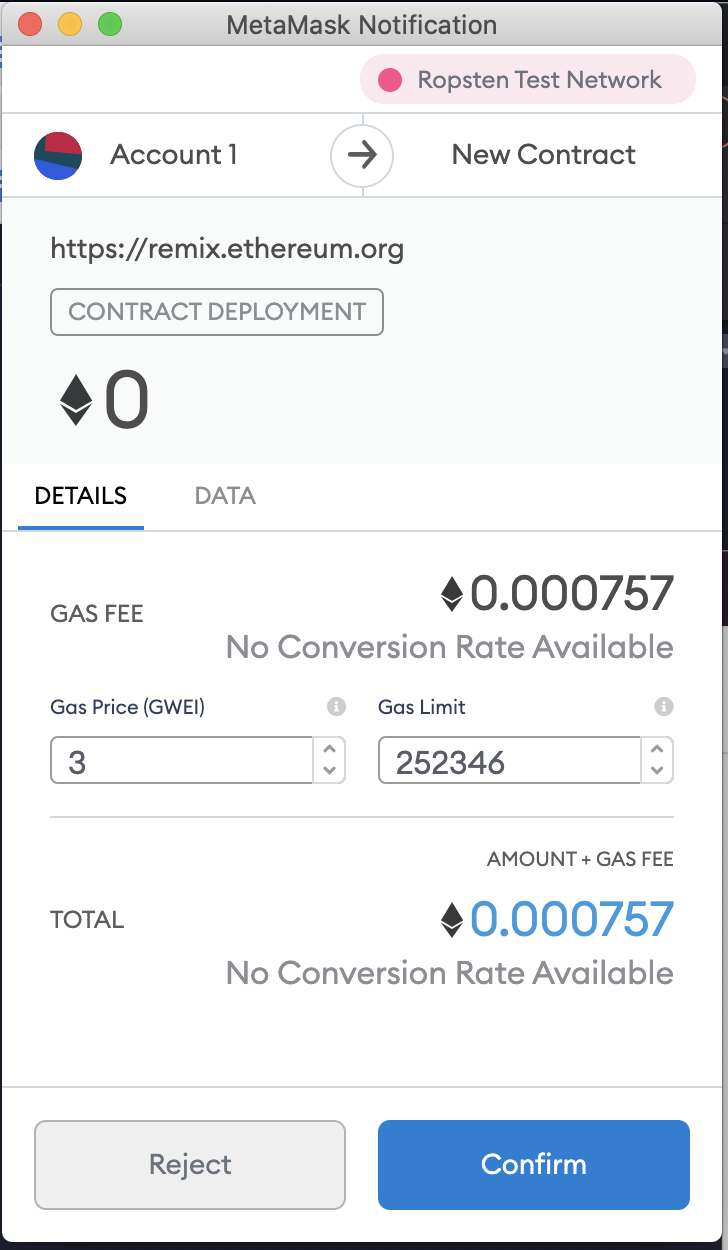 MetaMask Notification
Ropsten Test Network
Account 1
New Contract
https://remix.ethereum.org
CONTRACT DEPLOYMENT
0
DETAILS DATA
GAS FEE
0.000757
No Conversion Rate Available
Gas Price (GWEI) Gas Limit
3 252346
AMOUNT + GAS FEE
TOTAL
0.000757
No Conversion Rate Available
Reject Confirm